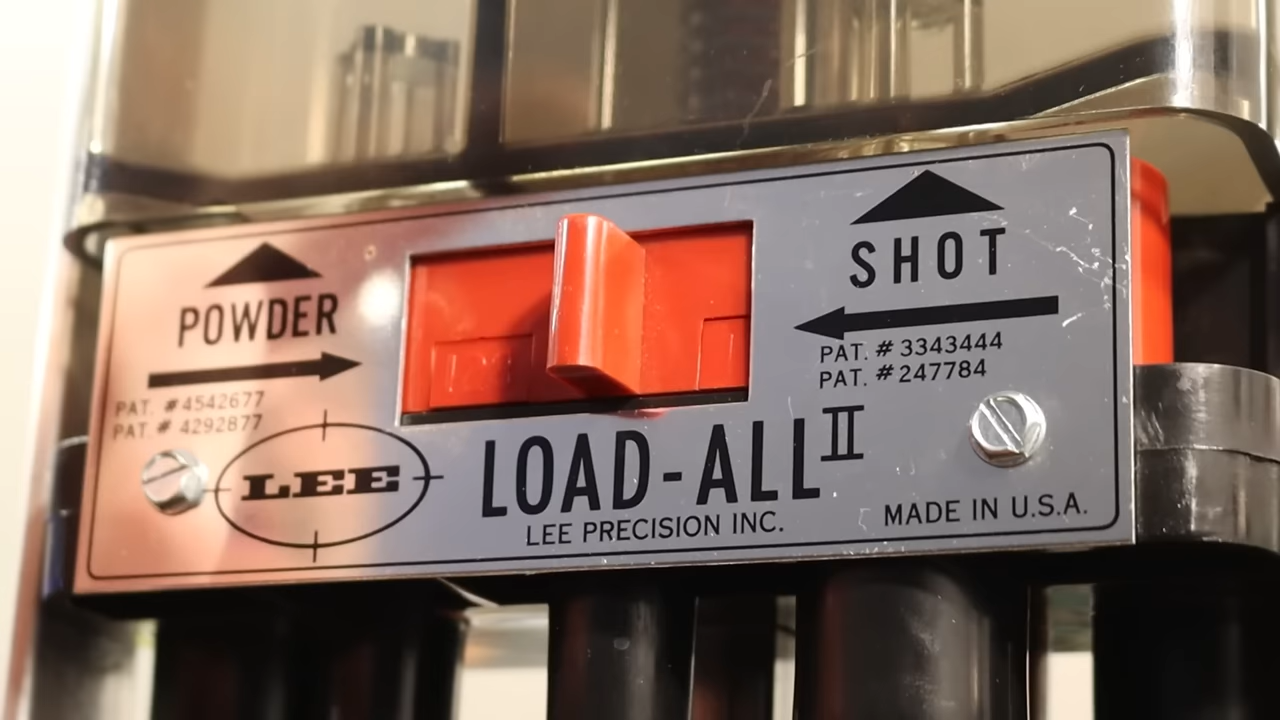 POWDER
PAT. #4542677
PAT. # 4292877
LEE
SHOT
PAT. # 3343444
PAT. # 247784
LOAD-ALL II
LEE PRECISION INC.
MADE IN U.S.A.